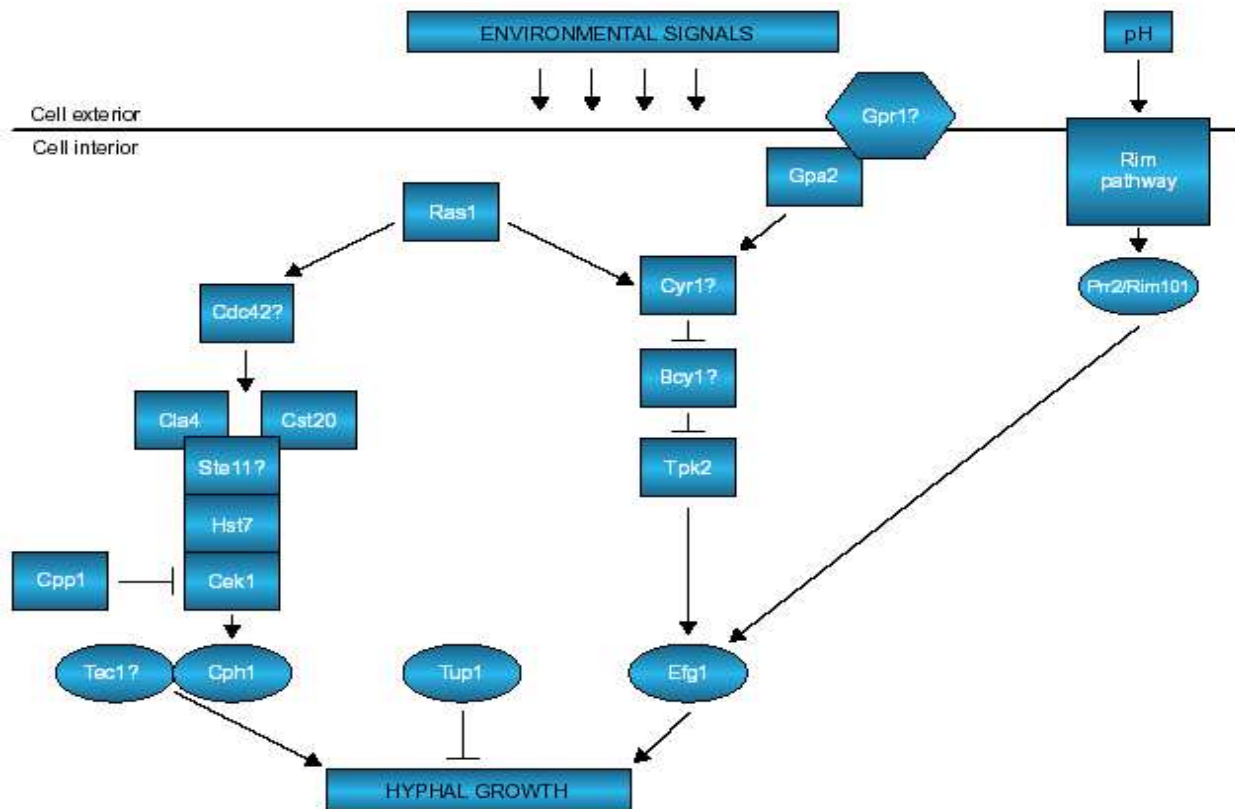 ENVIRONMENTAL SIGNALS
pH
Cell exterior
Gpr1?
Cell interior
Rim
pathway
Gpa2
Ras1
Cyr1?
Prr2/Rim101
Cdc42?
Bcy1?
Cla4
Cst20
Ste11?
Tpk2
Hst7
Cpp1
Cek1
Tec1?
Cph1
Tup1
Efg1
HYPHAL GROWTH